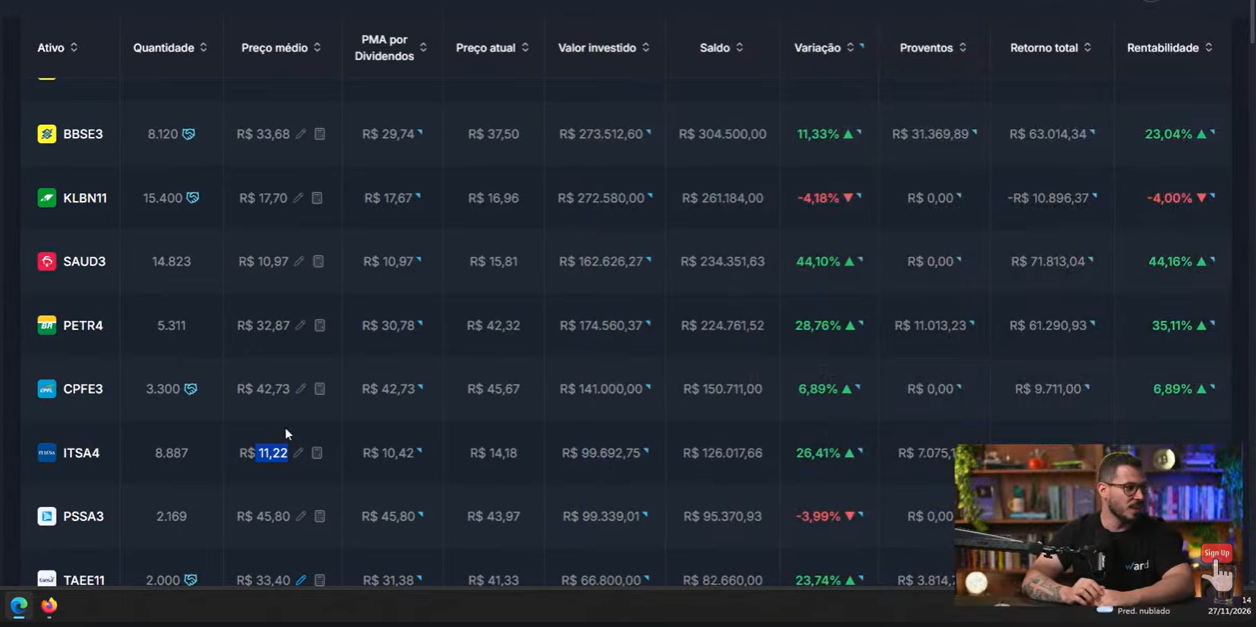 Ativo Quantidade Preço médio PMA por Dividendos Preço atual Valor investido Saldo Variação Proventos Retorno total Rentabilidade
BBSE3 8.120 R$ 33,68 R$ 29,74 R$ 37,50 R$ 273.512,60 R$ 304.500,00 11,33% R$ 31.369,89 R$ 63.014,34 23,04%
KLBN11 15.400 R$ 17,70 R$ 17,67 R$ 16,96 R$ 272.580,00 R$ 261.184,00 -4,18% R$ 0,00 -R$ 10.896,37 -4,00%
SAUD3 14.823 R$ 10,97 R$ 10,97 R$ 15,81 R$ 162.626,27 R$ 234.351,63 44,10% R$ 0,00 R$ 71.813,04 44,16%
BR PETR4 5.311 R$ 32,87 R$ 30,78 R$ 42,32 R$ 174.560,37 R$ 224.761,52 28,76% R$ 11.013,23 R$ 61.290,93 35,11%
CPFE3 3.300 R$ 42,73 R$ 42,73 R$ 45,67 R$ 141.000,00 R$ 150.711,00 6,89% R$ 0,00 R$ 9.711,00 6,89%
ITSA4 8.887 R$ 11,22 R$ 10,42 R$ 14,18 R$ 99.692,75 R$ 126.017,66 26,41% R$ 7.075,1
PSSA3 2.169 R$ 45,80 R$ 45,80 R$ 43,97 R$ 99.339,01 R$ 95.370,93 -3,99% R$ 0,00
TAEE11 2.000 R$ 33,40 R$ 31,38 R$ 41,33 R$ 66.800,00 R$ 82.660,00 23,74% R$ 3.814,
Sign Up
ward
14
Pred. nublado
27/11/2026